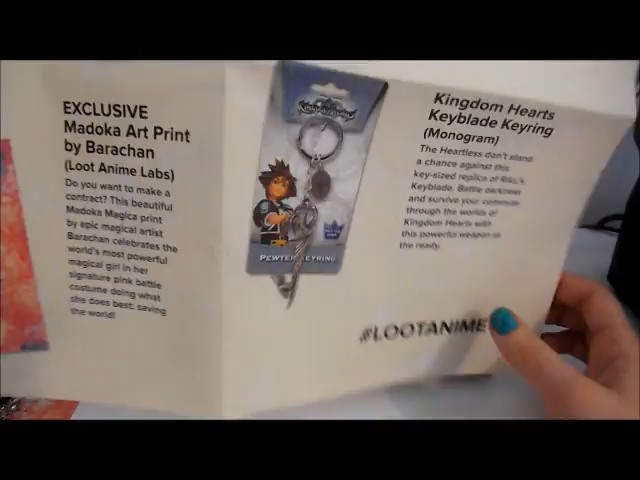 EXCLUSIVE
Madoka Art Print
by Barachan
(Loot Anime Labs)
Do you want to make a
contract? This beautiful
Madoka Magica print
by epic magical artist
Barachan celebrates the
world's most powerful
magical girl in her
signature pink battle
costume doing what
she does best: saving
the world!
PEWTER KEYRING
Kingdom Hearts
Keyblade Keyring
(Monogram)
The Heartless don't stand
a chance against this
key-sized replica of Riku's
Keyblade. Battle darkness
and survive your commute
through the worlds of
Kingdom Hearts with
this powerful weapon at
the ready.
#LOOTANIME